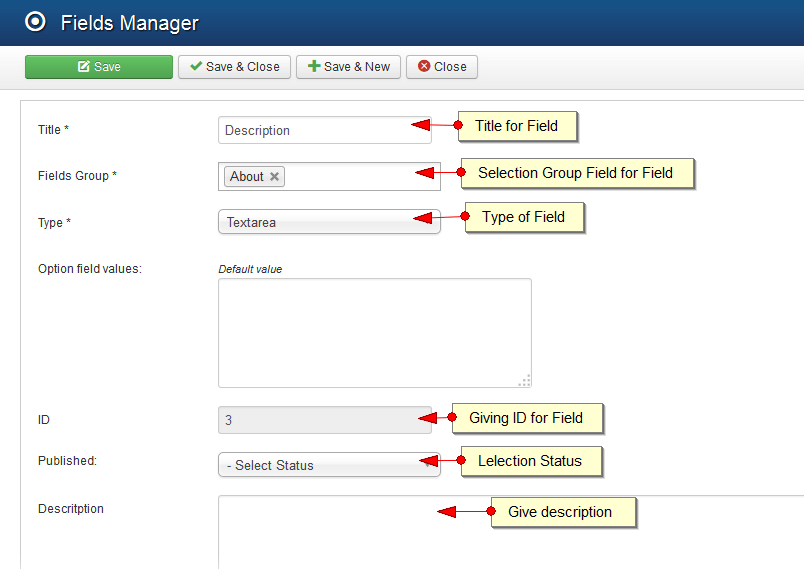 Fields Manager
Save Save & Close Save & New Close
Title * Description Title for Field
Fields Group * About Selection Group Field for Field
Type * Textarea Type of Field
Option field values: Default value
ID 3 Giving ID for Field
Published: - Select Status Lelection Status
Descritption Give description